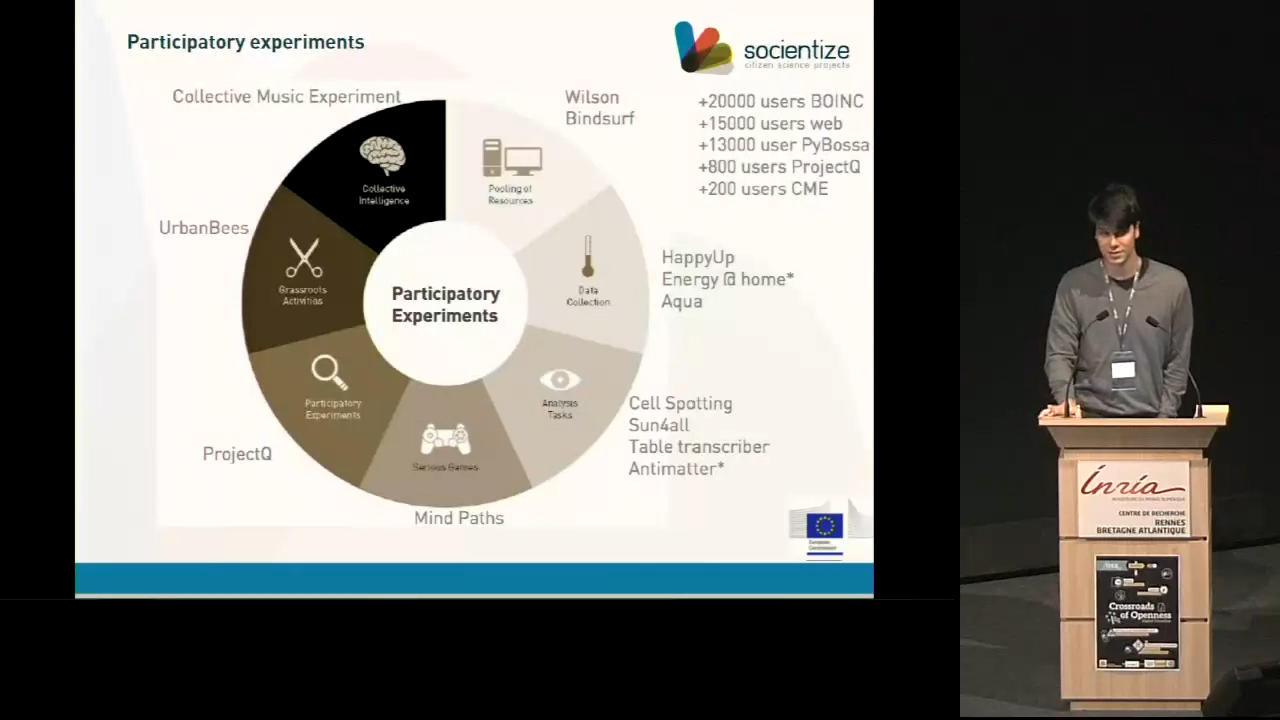 Participatory experiments
socientize
citizen science projects
Collective Music Experiment
Wilson
Bindsurf
+20000 users BOINC
+15000 users web
+13000 user PyBossa
+800 users ProjectQ
+200 users CME
Collective
Intelligence
Pooling of
Resources
UrbanBees
Grassroots
Activities
Participatory
Experiments
Data
Collection
HappyUp
Energy @ home*
Aqua
Participatory
Experiments
Analysis
Tasks
Cell Spotting
Sun4all
Table transcriber
Antimatter*
ProjectQ
Serious Games
Mind Paths
European
Commission
Inria
CENTRE DE RECHERCHE
RENNES
BRETAGNE ATLANTIQUE
Crossroads
of Openness